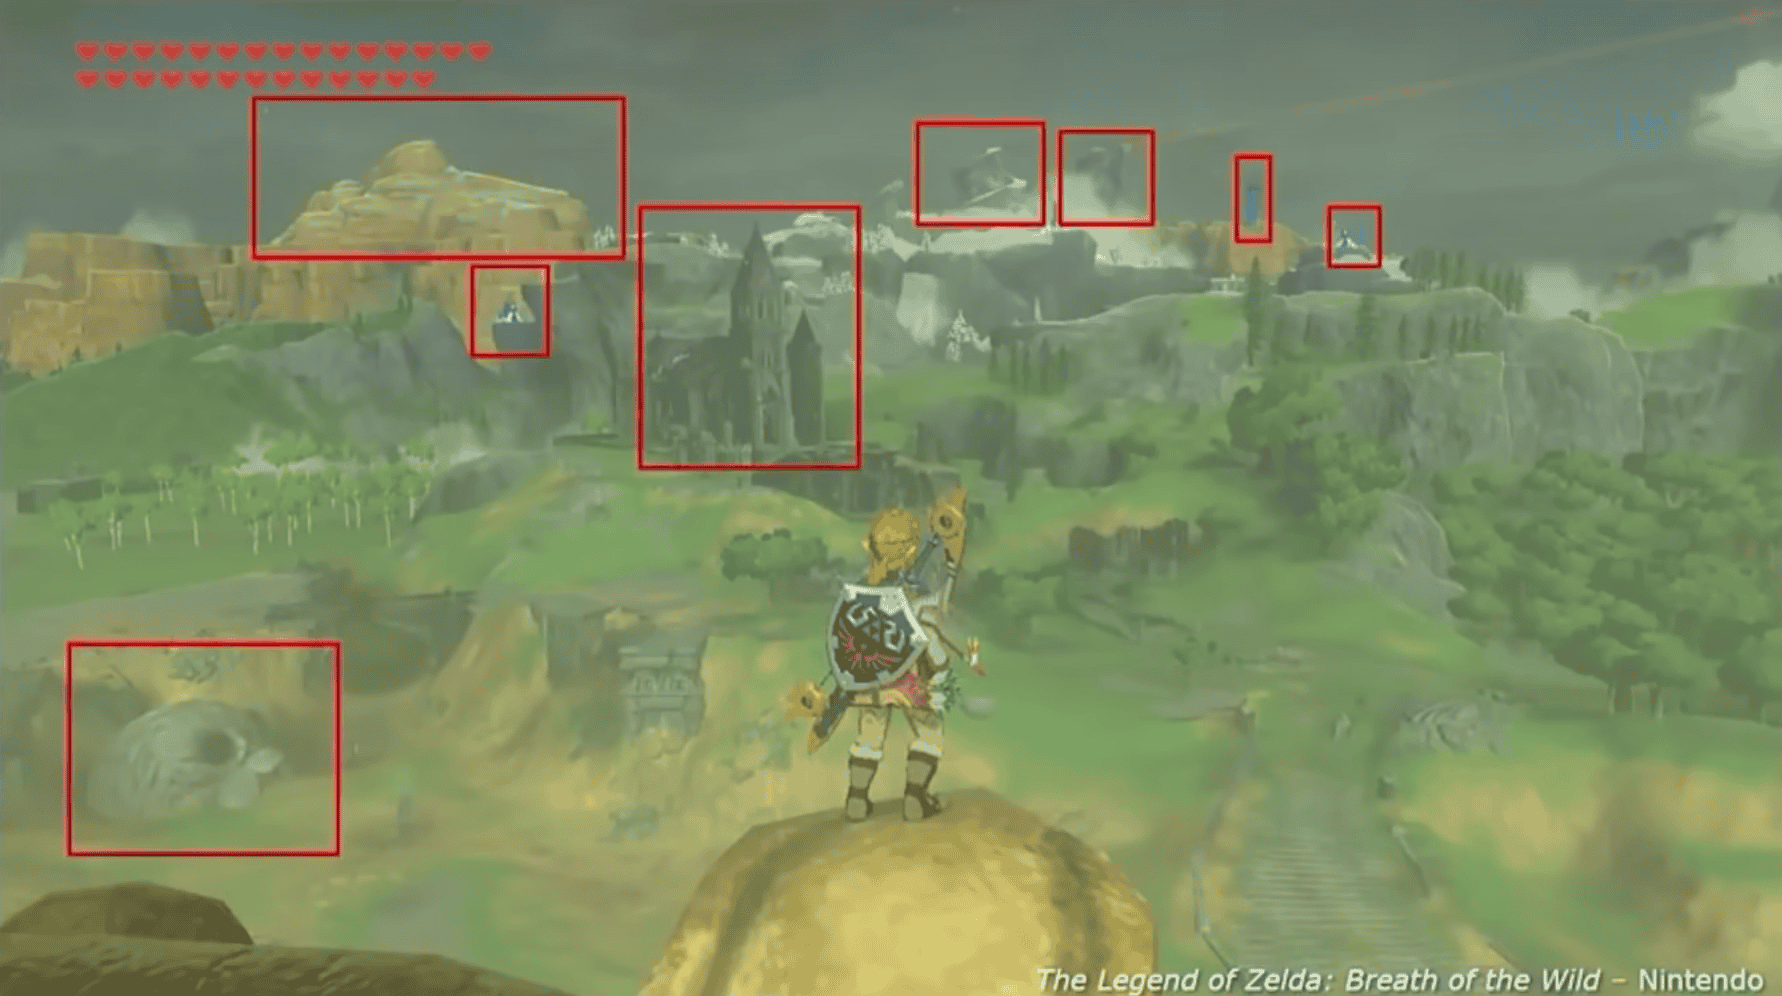 The Legend of Zelda: Breath of the Wild – Nintendo